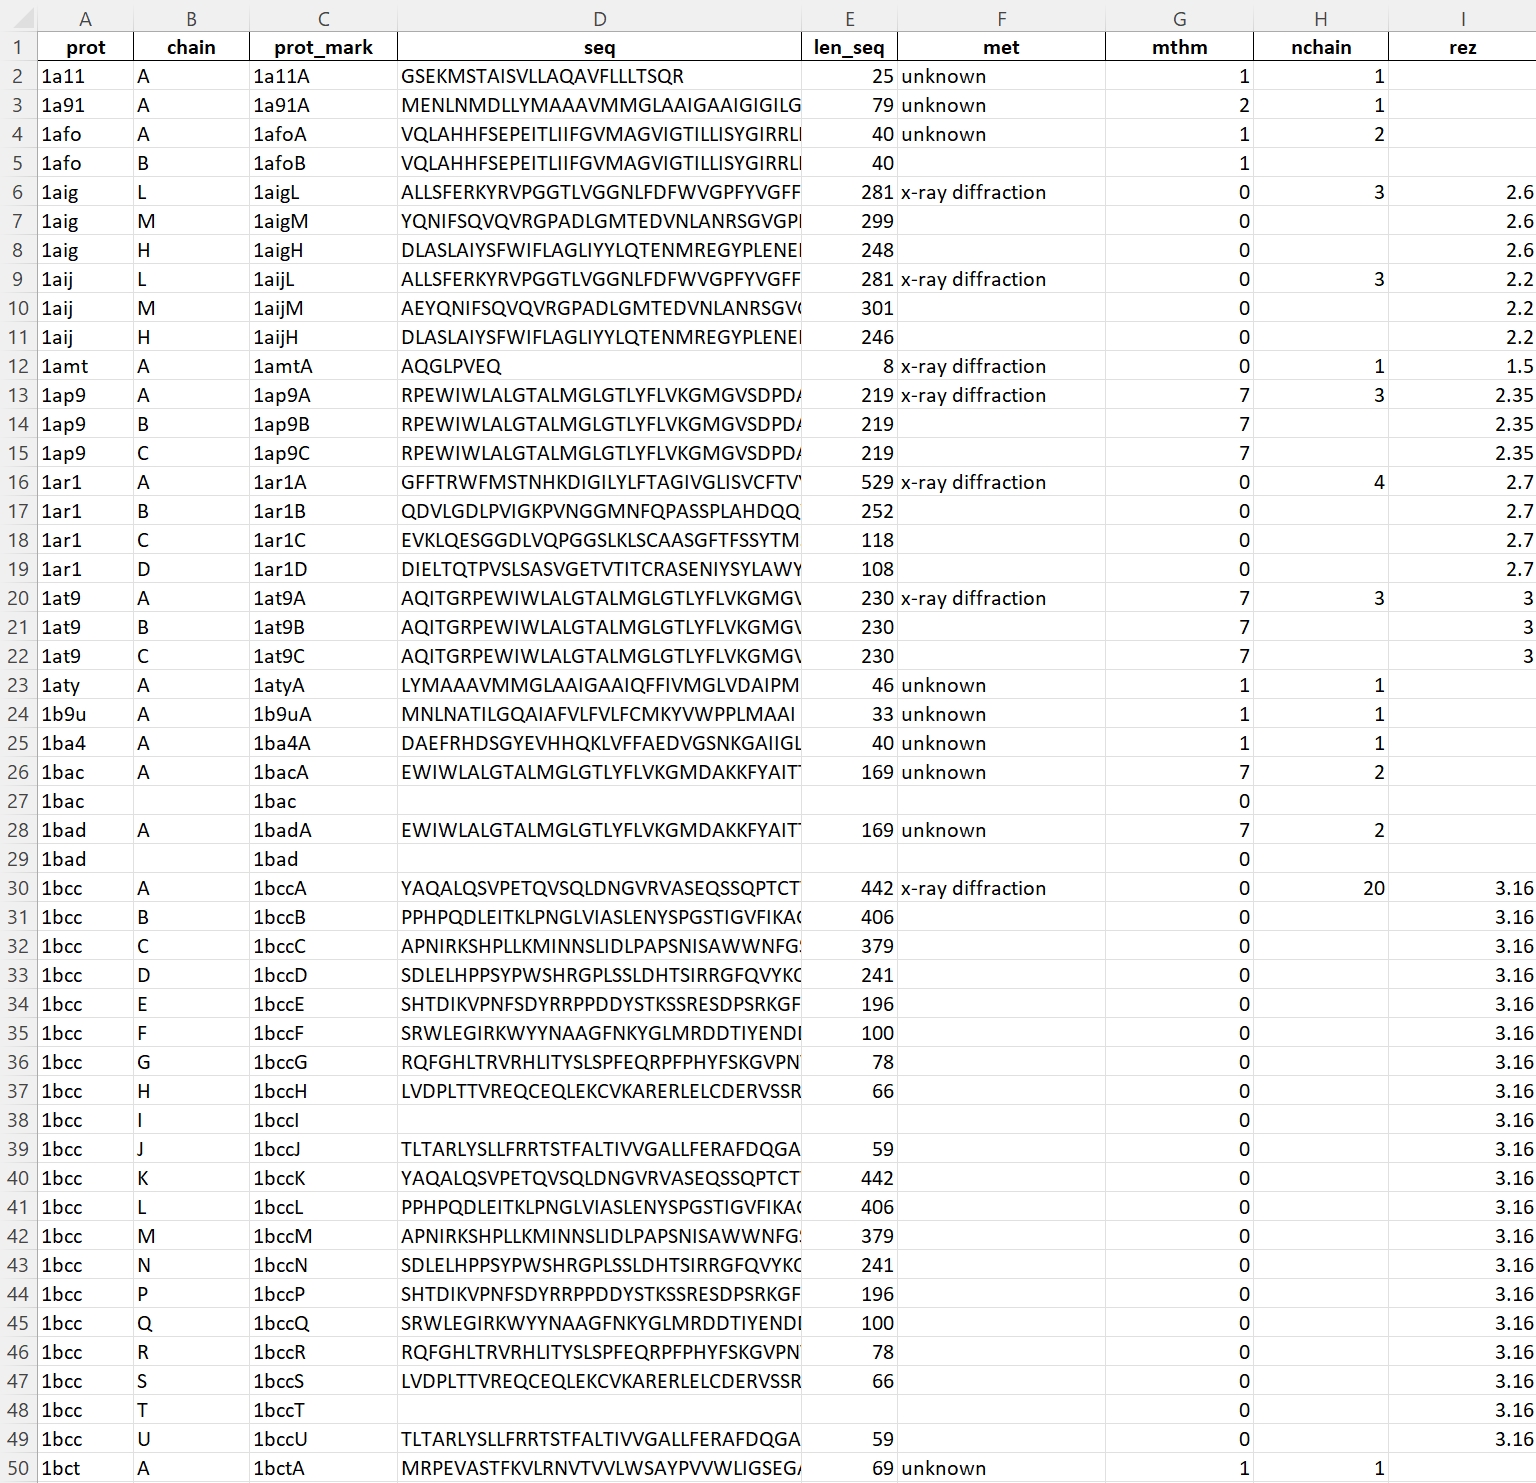 A B C D E F G H I
1 prot chain prot_mark seq len_seq met mthm nchain rez
2 1a11 A 1a11A GSEKMSTAISVLLAQAVFLLLTSQR 25 unknown 1 1
3 1a91 A 1a91A MENLNMDLLYMAAAVMMGLAAIGAAIGIGILG 79 unknown 2 1
4 1afo A 1afoA VQLAHHFSEPEITLIIFGVMAGVIGTILLISYGIRRL 40 unknown 1 2
5 1afo B 1afoB VQLAHHFSEPEITLIIFGVMAGVIGTILLISYGIRRL 40 1
6 1aig L 1aigL ALLSFERKYRVPGGTLVGGNLFDFWVGPFYVGFF 281 x-ray diffraction 0 3 2.6
7 1aig M 1aigM YQNIFSQVQVRGPADLGMTEDVNLANRSGVGP 299 0 2.6
8 1aig H 1aigH DLASLAIYSFWIFLAGLIYYLQTENMREGYPLENE 248 0 2.6
9 1aij L 1aijL ALLSFERKYRVPGGTLVGGNLFDFWVGPFYVGFF 281 x-ray diffraction 0 3 2.2
10 1aij M 1aijM AEYQNIFSQVQVRGPADLGMTEDVNLANRSGV 301 0 2.2
11 1aij H 1aijH DLASLAIYSFWIFLAGLIYYLQTENMREGYPLENE 246 0 2.2
12 1amt A 1amtA AQGLPVEQ 8 x-ray diffraction 0 1 1.5
13 1ap9 A 1ap9A RPEWIWLALGTALMGLGTLYFLVKGMGVSDPDA 219 x-ray diffraction 7 3 2.35
14 1ap9 B 1ap9B RPEWIWLALGTALMGLGTLYFLVKGMGVSDPDA 219 7 2.35
15 1ap9 C 1ap9C RPEWIWLALGTALMGLGTLYFLVKGMGVSDPDA 219 7 2.35
16 1ar1 A 1ar1A GFFTRWFMSTNHKDIGILYLFTAGIVGLISVCFTV 529 x-ray diffraction 0 4 2.7
17 1ar1 B 1ar1B QDVLGDLPVIGKPVNGGMNFQPASSPLAHDQQ 252 0 2.7
18 1ar1 C 1ar1C EVKLQESGGDLVQPGGSLKLSCAASGFTFSSYTM 118 0 2.7
19 1ar1 D 1ar1D DIELTQTPVSLSASVGETVTITCRASENIYSYLAWY 108 0 2.7
20 1at9 A 1at9A AQITGRPEWIWLALGTALMGLGTLYFLVKGMGV 230 x-ray diffraction 7 3 3
21 1at9 B 1at9B AQITGRPEWIWLALGTALMGLGTLYFLVKGMGV 230 7 3
22 1at9 C 1at9C AQITGRPEWIWLALGTALMGLGTLYFLVKGMGV 230 7 3
23 1aty A 1atyA LYMAAAVMMGLAAIGAAIQFFIVMGLVDAIPM 46 unknown 1 1
24 1b9u A 1b9uA MNLNATILGQAIAFVLFVLFCMKYVWPPLMAAI 33 unknown 1 1
25 1ba4 A 1ba4A DAEFRHDSGYEVHHQKLVFFAEDVGSNKGAIIGL 40 unknown 1 1
26 1bac A 1bacA EWIWLALGTALMGLGTLYFLVKGMDAKKFYAIT 169 unknown 7 2
27 1bac 1bac 0
28 1bad A 1badA EWIWLALGTALMGLGTLYFLVKGMDAKKFYAIT 169 unknown 7 2
29 1bad 1bad 0
30 1bcc A 1bccA YAQALQSVPETQVSQLDNGVRVASEQSSQPTCT 442 x-ray diffraction 0 20 3.16
31 1bcc B 1bccB PPHPQDLEITKLPNGLVIASLENYSPGSTIGVFIKA 406 0 3.16
32 1bcc C 1bccC APNIRKSHPLLKMINNSLIDLPAPSNISAWWNFG 379 0 3.16
33 1bcc D 1bccD SDLELHPPSYPWSHRGPLSSLDHTSIRRGFQVYK 241 0 3.16
34 1bcc E 1bccE SHTDIKVPNFSDYRRPPDDYSTKSSRESDPSRKGF 196 0 3.16
35 1bcc F 1bccF SRWLEGIRKWYYNAAGFNKYGLMRDDTIYEND 100 0 3.16
36 1bcc G 1bccG RQFGHLTRVRHLITYSLSPFEQRPFPHYFSKGVPN 78 0 3.16
37 1bcc H 1bccH LVDPLTTVREQCEQLEKCVKARERLELCDERVSSR 66 0 3.16
38 1bcc I 1bccI 0 3.16
39 1bcc J 1bccJ TLTARLYSLLFRRTSTFALTIVVGALLFERAFDQGA 59 0 3.16
40 1bcc K 1bccK YAQALQSVPETQVSQLDNGVRVASEQSSQPTCT 442 0 3.16
41 1bcc L 1bccL PPHPQDLEITKLPNGLVIASLENYSPGSTIGVFIKA 406 0 3.16
42 1bcc M 1bccM APNIRKSHPLLKMINNSLIDLPAPSNISAWWNFG 379 0 3.16
43 1bcc N 1bccN SDLELHPPSYPWSHRGPLSSLDHTSIRRGFQVYK 241 0 3.16
44 1bcc P 1bccP SHTDIKVPNFSDYRRPPDDYSTKSSRESDPSRKGF 196 0 3.16
45 1bcc Q 1bccQ SRWLEGIRKWYYNAAGFNKYGLMRDDTIYEND 100 0 3.16
46 1bcc R 1bccR RQFGHLTRVRHLITYSLSPFEQRPFPHYFSKGVPN 78 0 3.16
47 1bcc S 1bccS LVDPLTTVREQCEQLEKCVKARERLELCDERVSSR 66 0 3.16
48 1bcc T 1bccT 0 3.16
49 1bcc U 1bccU TLTARLYSLLFRRTSTFALTIVVGALLFERAFDQGA 59 0 3.16
50 1bct A 1bctA MRPEVASTFKVLRNVTVVLWSAYPVVWLIGSEG 69 unknown 1 1